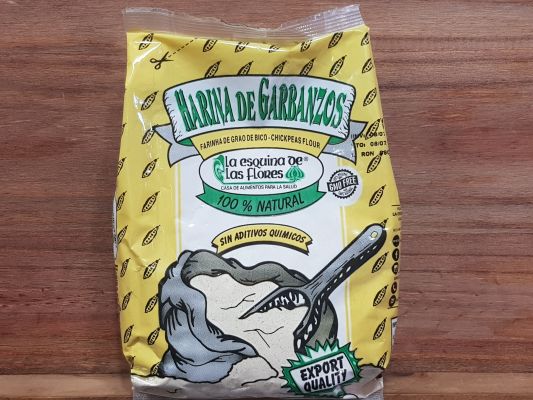 HARINA DE GARBANZOS
FARINHA DE GRAO DE BICO - CHICKPEAS FLOUR
La esquina de®
Las Flores
CASA DE ALIMENTOS PARA LA SALUD
100 % NATURAL
GMO FREE
SIN ADITIVOS QUIMICOS
EXPORT
QUALITY